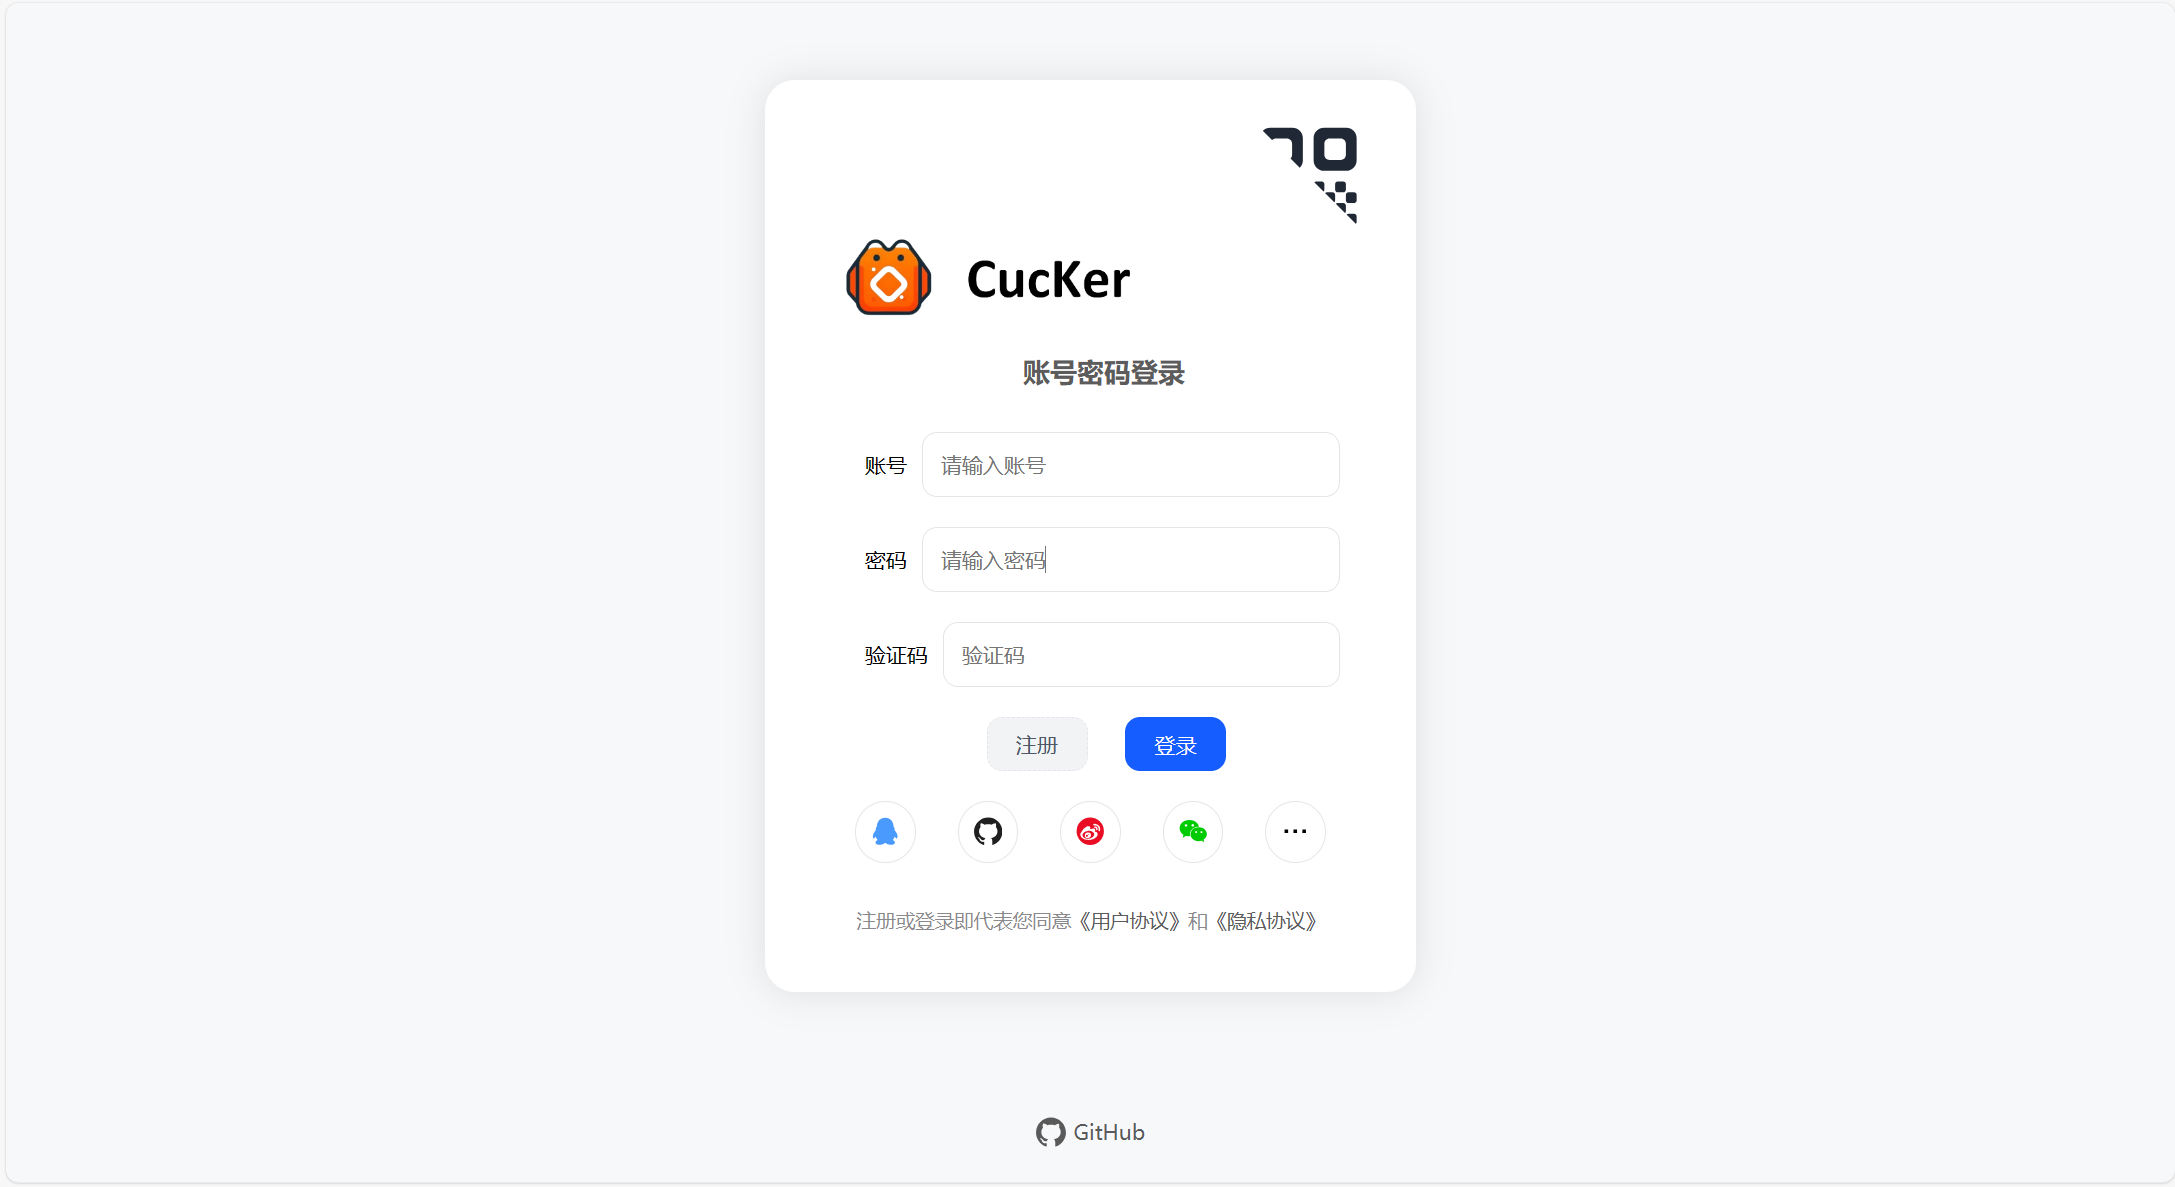 CucKer
账号密码登录
账号 请输入账号
密码 请输入密码
验证码 验证码
注册 登录
注册或登录即代表您同意《用户协议》和《隐私协议》
GitHub